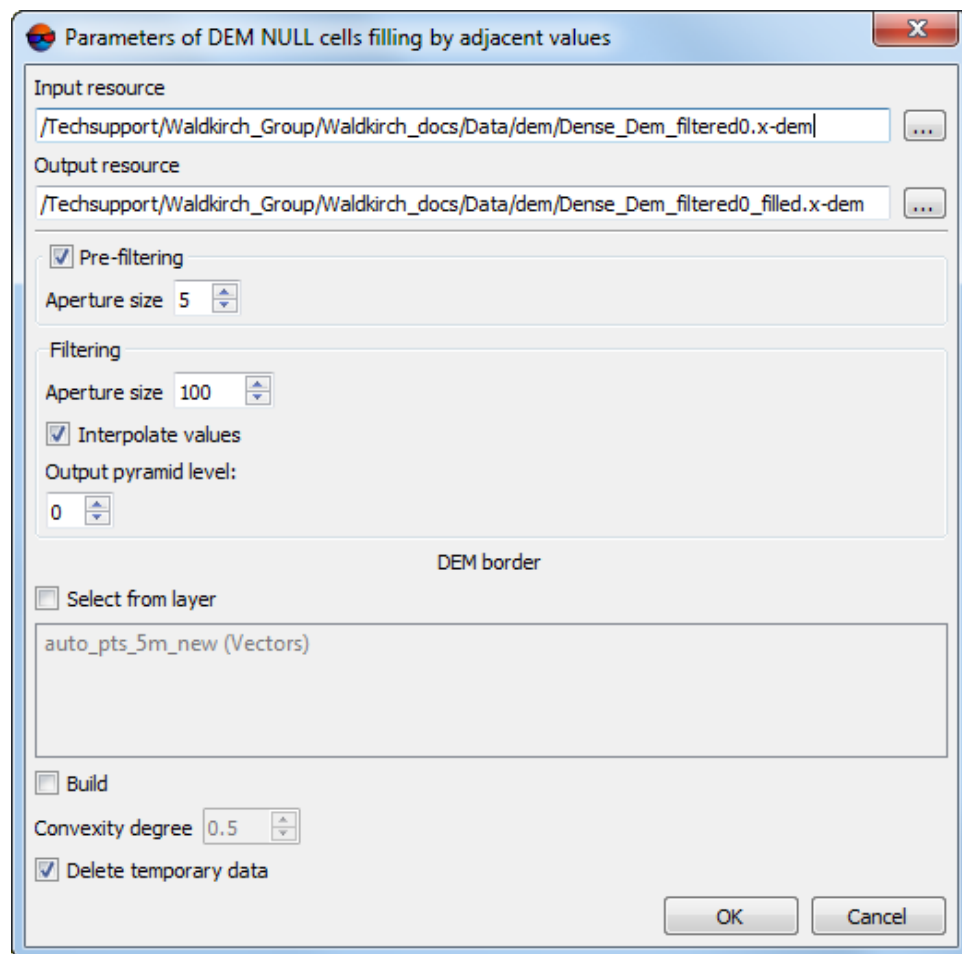 Parameters of DEM NULL cells filling by adjacent values
Input resource
/Techsupport/Waldkirch_Group/Waldkirch_docs/Data/dem/Dense_Dem_filtered0.x-dem
...
Output resource
/Techsupport/Waldkirch_Group/Waldkirch_docs/Data/dem/Dense_Dem_filtered0_filled.x-dem
...
Pre-filtering
Aperture size 5
Filtering
Aperture size 100
Interpolate values
Output pyramid level:
0
DEM border
Select from layer
auto_pts_5m_new (Vectors)
Build
Convexity degree 0.5
Delete temporary data
OK Cancel